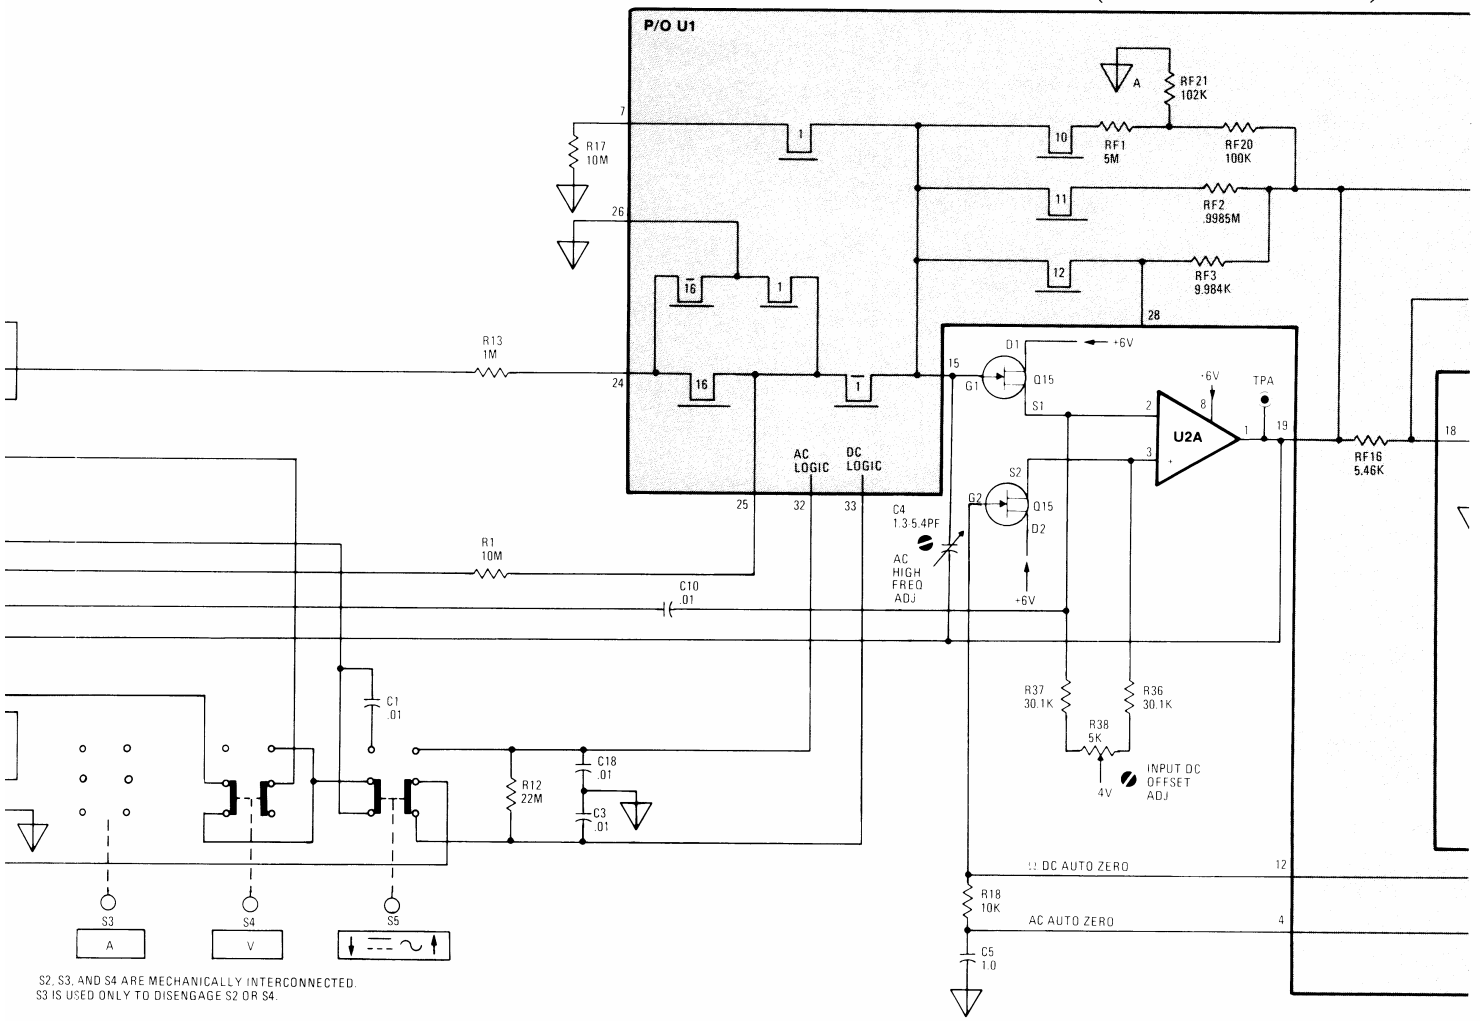 P/O U1
A
RF21
102K
7
1
10
RF1
5M
RF20
100K
R17
10M
11
RF2
.9985M
26
12
RF3
9.984K
16
1
28
R13
1M
24
16
1
15
D1
+6V
G1
Q15
S1
+6V
8
TPA
2
U2A
1
19
18
RF16
5.46K
3
+
AC
LOGIC
DC
LOGIC
S2
G2
Q15
D2
25
32
33
C4
1.3-5.4PF
AC
HIGH
FREQ
ADJ
+6V
R1
10M
C10
.01
R37
30.1K
R36
30.1K
R38
5K
4V
INPUT DC
OFFSET
ADJ
C1
.01
R12
22M
C18
.01
C3
.01
Ω DC AUTO ZERO
12
R18
10K
AC AUTO ZERO
4
C5
1.0
S3
S4
S5
A
V
S2, S3, AND S4 ARE MECHANICALLY INTERCONNECTED.
S3 IS USED ONLY TO DISENGAGE S2 OR S4.